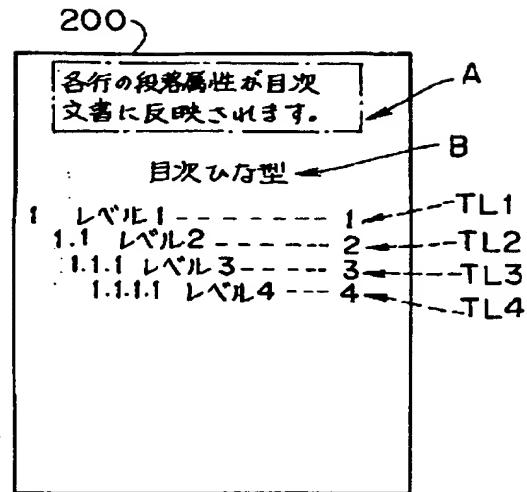 200
各行の段落属性が目次
文書に反映されます。
A
目次ひな型
B
1 レベル1 ------- 1
TL1
1.1 レベル2 ------ 2
TL2
1.1.1 レベル3 ---- 3
TL3
1.1.1.1 レベル4 --- 4
TL4